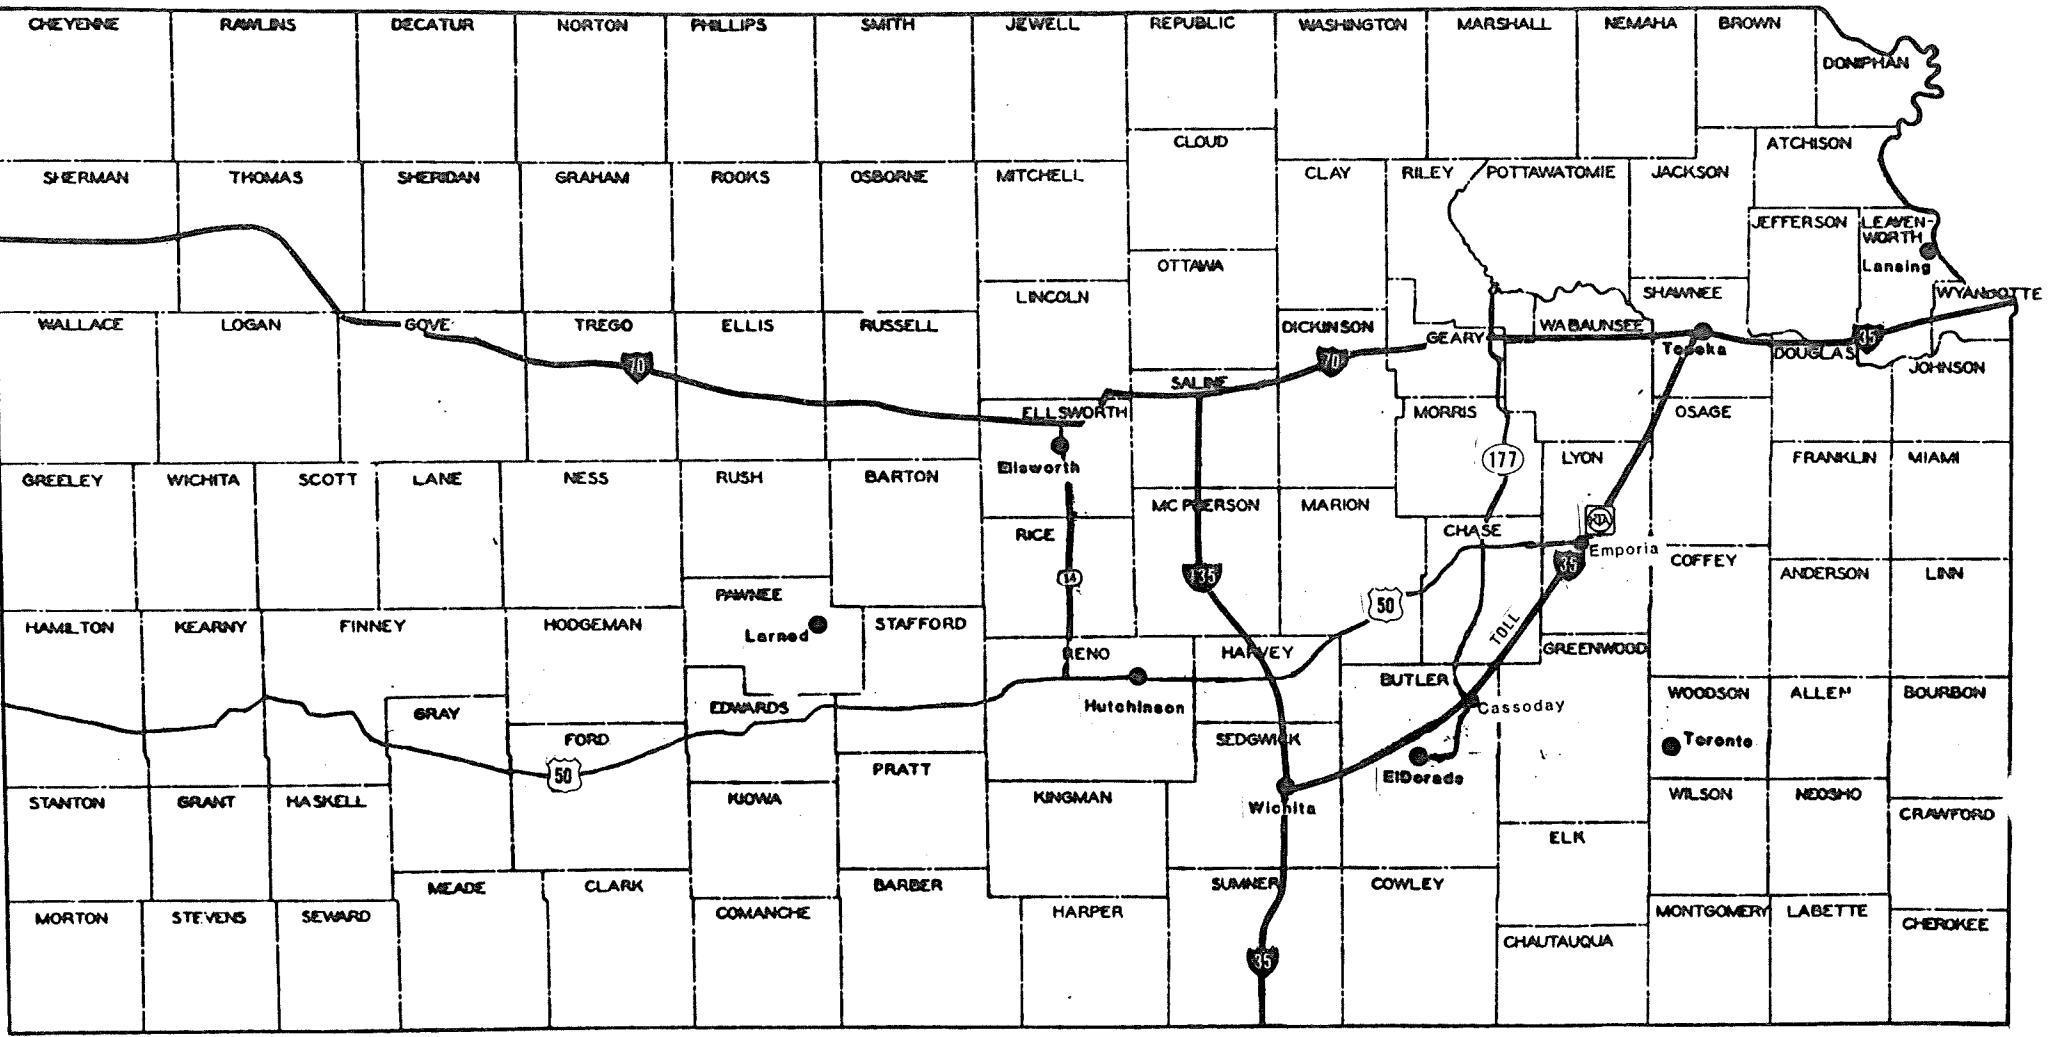 CHEYENNE
RAWLINS
DECATUR
NORTON
PHILLIPS
SMITH
JEWELL
REPUBLIC
WASHINGTON
MARSHALL
NEMAHA
BROWN
DONIPHAN
CLOUD
ATCHISON
SHERMAN
THOMAS
SHERIDAN
GRAHAM
ROOKS
OSBORNE
MITCHELL
CLAY
RILEY
POTTAWATOMIE
JACKSON
JEFFERSON
LEAVEN-
WORTH
Lansing
OTTAWA
LINCOLN
SHAWNEE
WYANDOTTE
WALLACE
LOGAN
GOVE
TREGO
ELLIS
RUSSELL
DICKINSON
GEARY
WABAUNSEE
Topeka
DOUGLAS
35
JOHNSON
70
70
SALINE
ELLSWORTH
MORRIS
OSAGE
Ellsworth
177
LYON
FRANKLIN
MIAMI
GREELEY
WICHITA
SCOTT
LANE
NESS
RUSH
BARTON
MC PHERSON
MARION
RICE
CHASE
KTA
Emporia
COFFEY
ANDERSON
LINN
14
135
35
50
PAWNEE
Larned
STAFFORD
HAMILTON
KEARNY
FINNEY
HODGEMAN
TOLL
RENO
HARVEY
GREENWOOD
BUTLER
WOODSON
ALLEN
BOURBON
Hutchinson
Cassoday
GRAY
EDWARDS
FORD
SEDGWICK
Toronto
50
PRATT
ElDorado
STANTON
GRANT
HASKELL
KIOWA
KINGMAN
Wichita
WILSON
NEOSHO
CRAWFORD
ELK
MEADE
CLARK
BARBER
SUMNER
COWLEY
MORTON
STEVENS
SEWARD
COMANCHE
HARPER
MONTGOMERY
LABETTE
CHEROKEE
CHAUTAUQUA
35